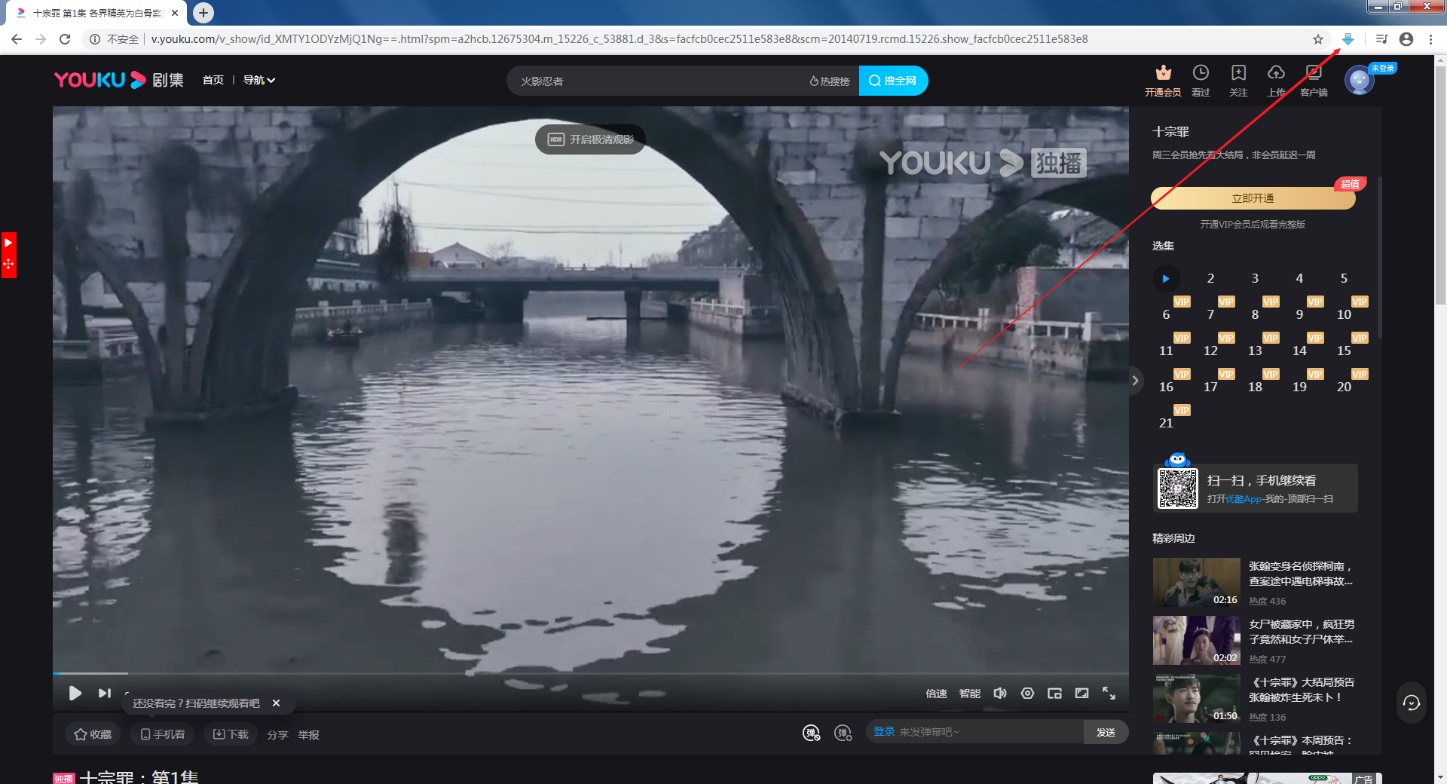 十宗罪 第1集 各界精英为白骨案
不安全
v.youku.com/v_show/id_XMTY1ODYzMjQ1Ng==.html?spm=a2hcb.12675304.m_15226_c_53881.d_3&s=facfcb0cec2511e583e8&scm=20140719.rcmd.15226.show_facfcb0cec2511e583e8
YOUKU 剧集
首页
导航
火影忍者
热搜榜
搜全网
开通会员
看过
关注
上传
客户端
未登录
HDR 开启极清观影
YOUKU 独播
十宗罪
周三会员抢先看大结局，非会员延迟一周
超值
立即开通
开通VIP会员后观看完整版
选集
2 3 4 5
VIP VIP VIP VIP VIP
6 7 8 9 10
VIP VIP VIP VIP VIP
11 12 13 14 15
VIP VIP VIP VIP VIP
16 17 18 19 20
VIP
21
扫一扫，手机继续看
打开优酷App-我的-顶部扫一扫
精彩周边
张翰变身名侦探柯南，
查案途中遇电梯事故...
02:16
热度 436
女尸被藏家中，疯狂男
子竟然和女子尸体举...
02:02
热度 477
《十宗罪》大结局预告
张翰被炸生死未卜！
01:50
热度 136
《十宗罪》本周预告：
倍速
智能
还没看完？扫码继续观看吧
收藏
手机看
下载
分享
举报
弹
弹
登录 来发弹幕吧~
发送
独播 十宗罪：第1集
oppo
广告